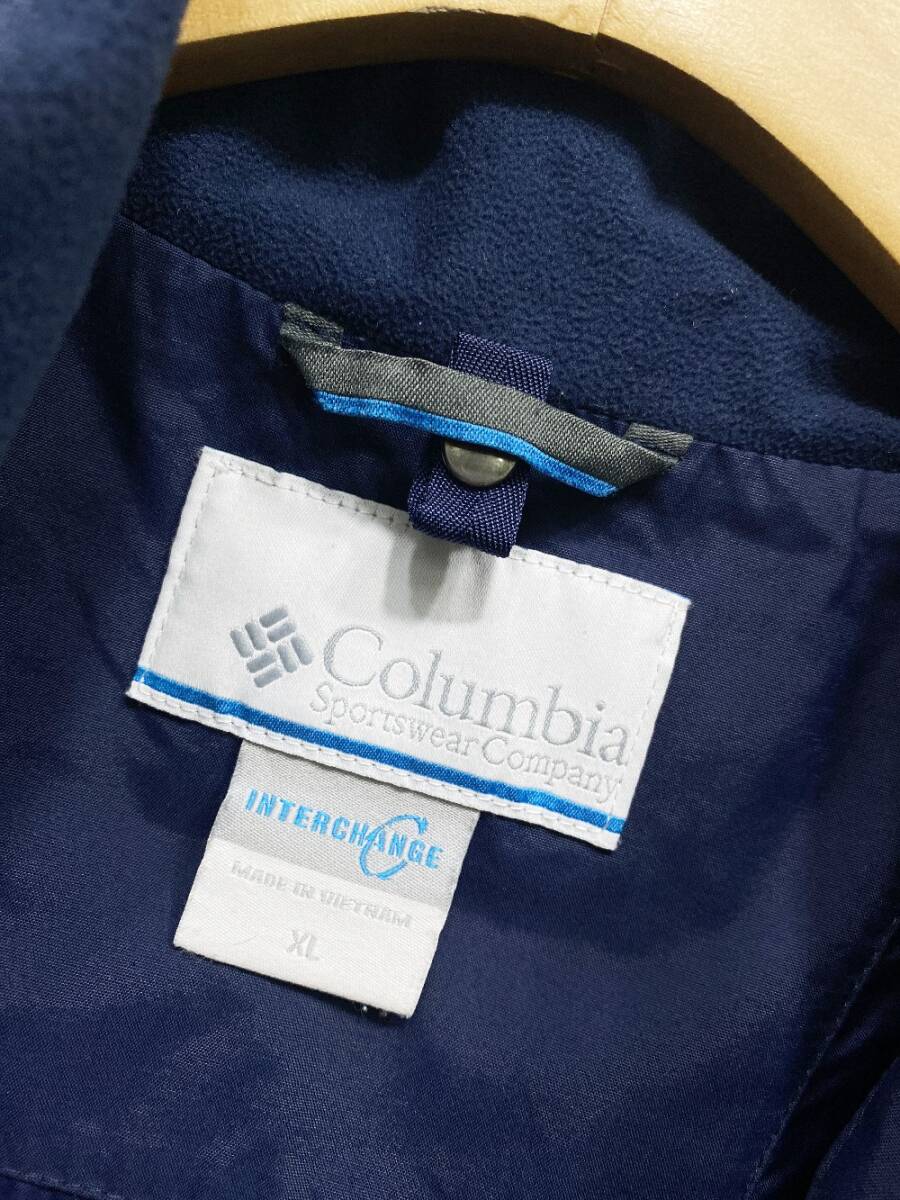 Columbia
Sportswear Company
INTERCHANGE
MADE IN VIETNAM
XL